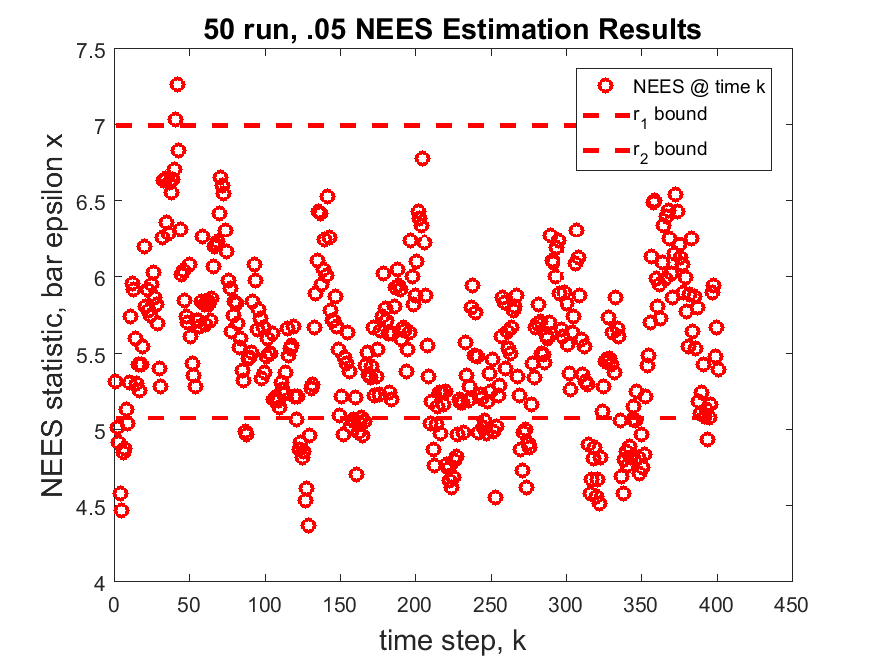 50 run, .05 NEES Estimation Results
NEES statistic, bar epsilon x
7.5
7
6.5
6
5.5
5
4.5
4
NEES @ time k
r1 bound
r2 bound
0 50 100 150 200 250 300 350 400 450
time step, k